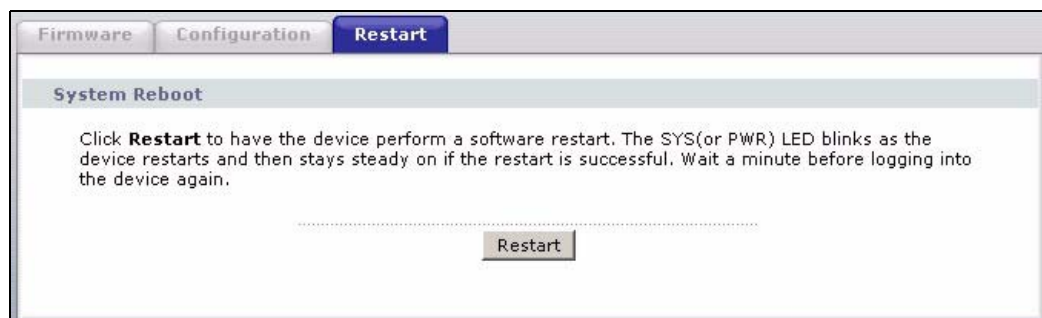 Firmware Configuration Restart
System Reboot
Click Restart to have the device perform a software restart. The SYS(or PWR) LED blinks as the
device restarts and then stays steady on if the restart is successful. Wait a minute before logging into
the device again.
Restart